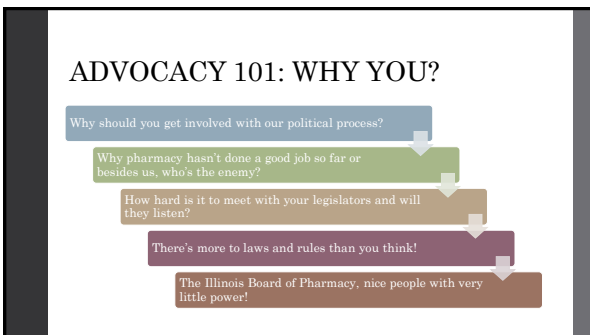 ADVOCACY 101: WHY YOU?
Why should you get involved with our political process?
Why pharmacy hasn't done a good job so far or
besides us, who's the enemy?
How hard is it to meet with your legislators and will
they listen?
There's more to laws and rules than you think!
The Illinois Board of Pharmacy, nice people with very
little power!